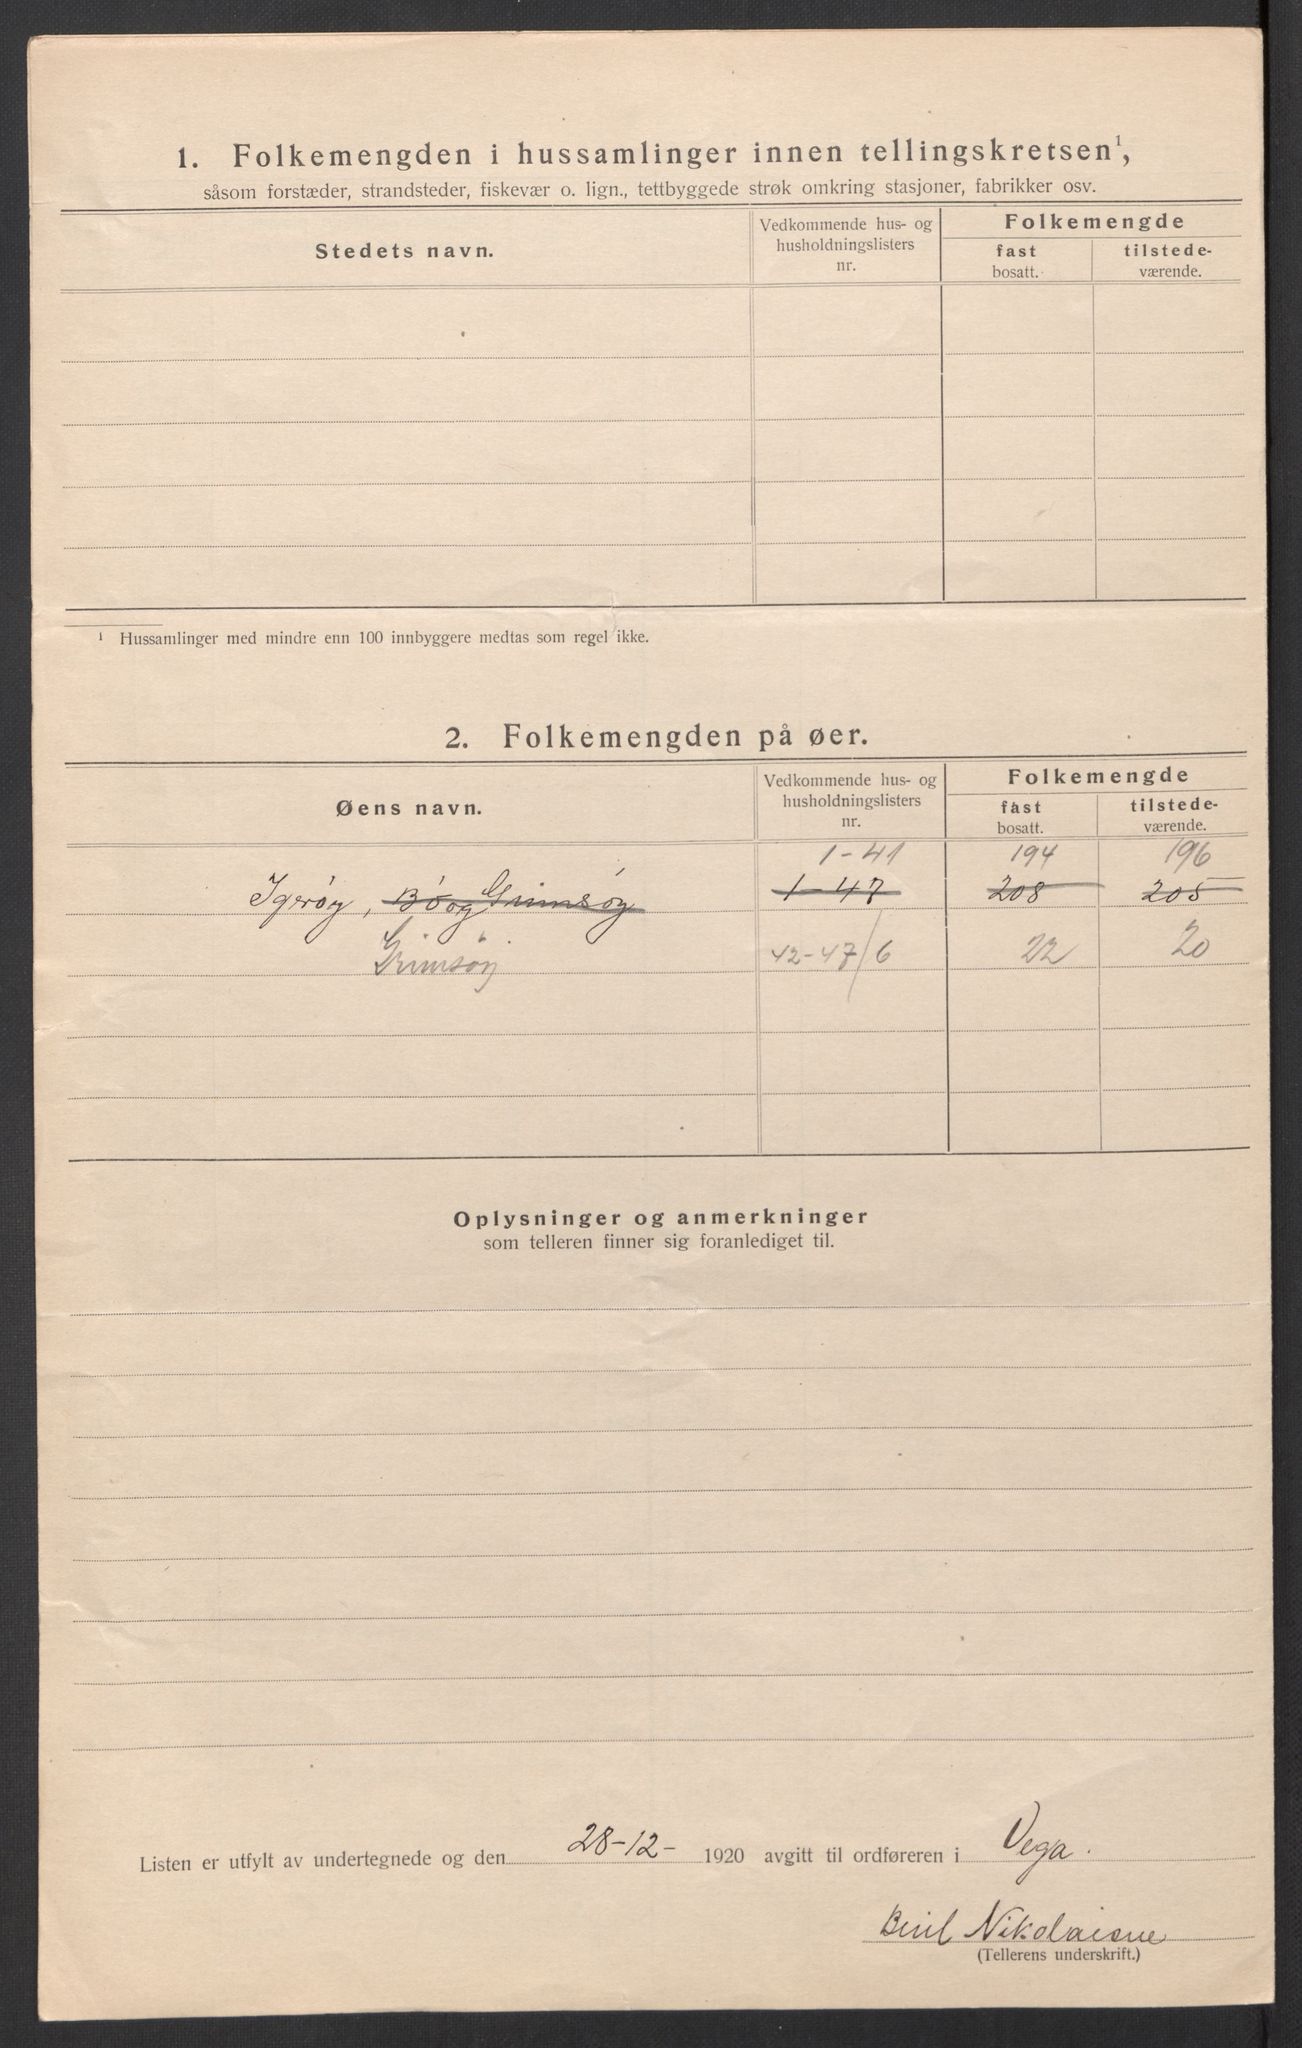 1. Folkemengden i hussamlinger innen tellingskretsen¹,
såsom forstæder, strandsteder, fiskevær o. lign., tettbyggede strøk omkring stasjoner, fabrikker osv.
Stedets navn.
Vedkommende hus- og
husholdningslisters
nr.
Folkemengde
fast
bosatt.
tilstede-
værende.
¹ Hussamlinger med mindre enn 100 innbyggere medtas som regel ikke.
2. Folkemengden på øer.
Øens navn.
Vedkommende hus- og
husholdningslisters
nr.
Folkemengde
fast
bosatt.
tilstede-
værende.
1-41 194 196
Igerøy, Bö og Grimsøy 1-47 208 205
Grimsøy 42-47/6 22 20
Oplysninger og anmerkninger
som telleren finner sig foranlediget til.
Listen er utfylt av undertegnede og den 28-12- 1920 avgitt til ordføreren i Vega.
Nikolaisne
(Tellerens underskrift.)